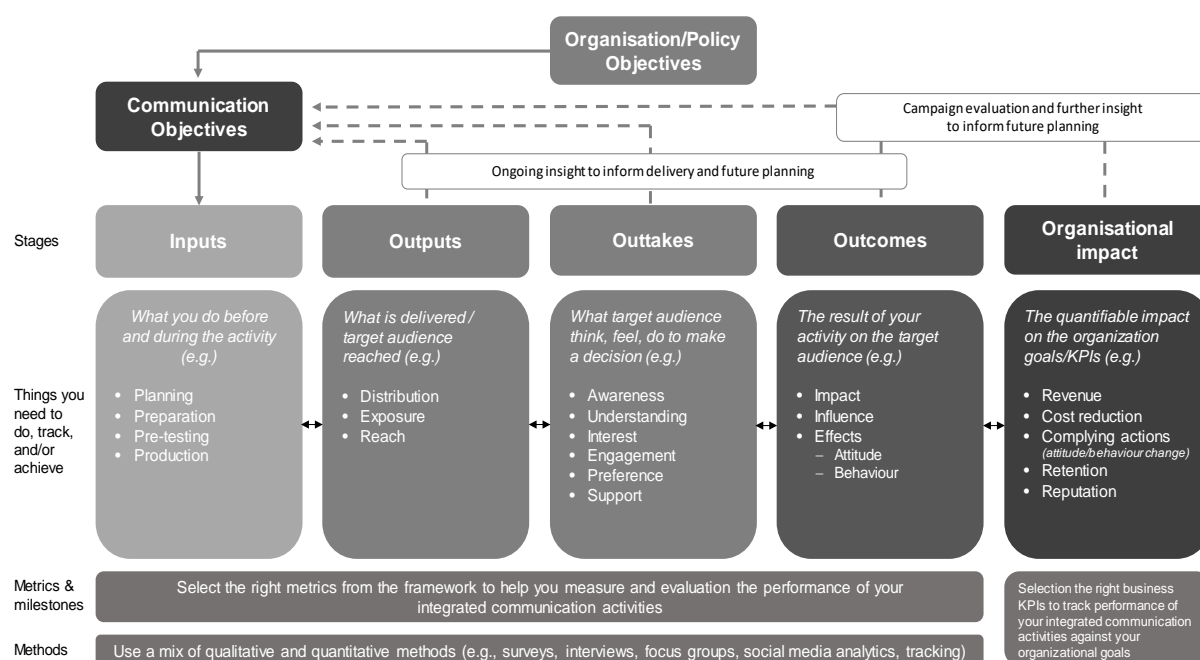 Organisation/Policy
Objectives
Communication
Objectives
Campaign evaluation and further insight
to inform future planning
Ongoing insight to inform delivery and future planning
Stages
Inputs
Outputs
Outtakes
Outcomes
Organisational
impact
Things you
need to
do, track,
and/or
achieve
What you do before
and during the activity
(e.g.)
• Planning
• Preparation
• Pre-testing
• Production
What is delivered /
target audience
reached (e.g.)
• Distribution
• Exposure
• Reach
What target audience
think, feel, do to make
a decision (e.g.)
• Awareness
• Understanding
• Interest
• Engagement
• Preference
• Support
The result of your
activity on the target
audience (e.g.)
• Impact
• Influence
• Effects
– Attitude
– Behaviour
The quantifiable impact
on the organization
goals/KPIs (e.g.)
• Revenue
• Cost reduction
• Complying actions
(attitude/behaviour change)
• Retention
• Reputation
Metrics &
milestones
Select the right metrics from the framework to help you measure and evaluation the performance of your
integrated communication activities
Selection the right business
KPIs to track performance of
your integrated communication
activities against your
organizational goals
Methods
Use a mix of qualitative and quantitative methods (e.g., surveys, interviews, focus groups, social media analytics, tracking)